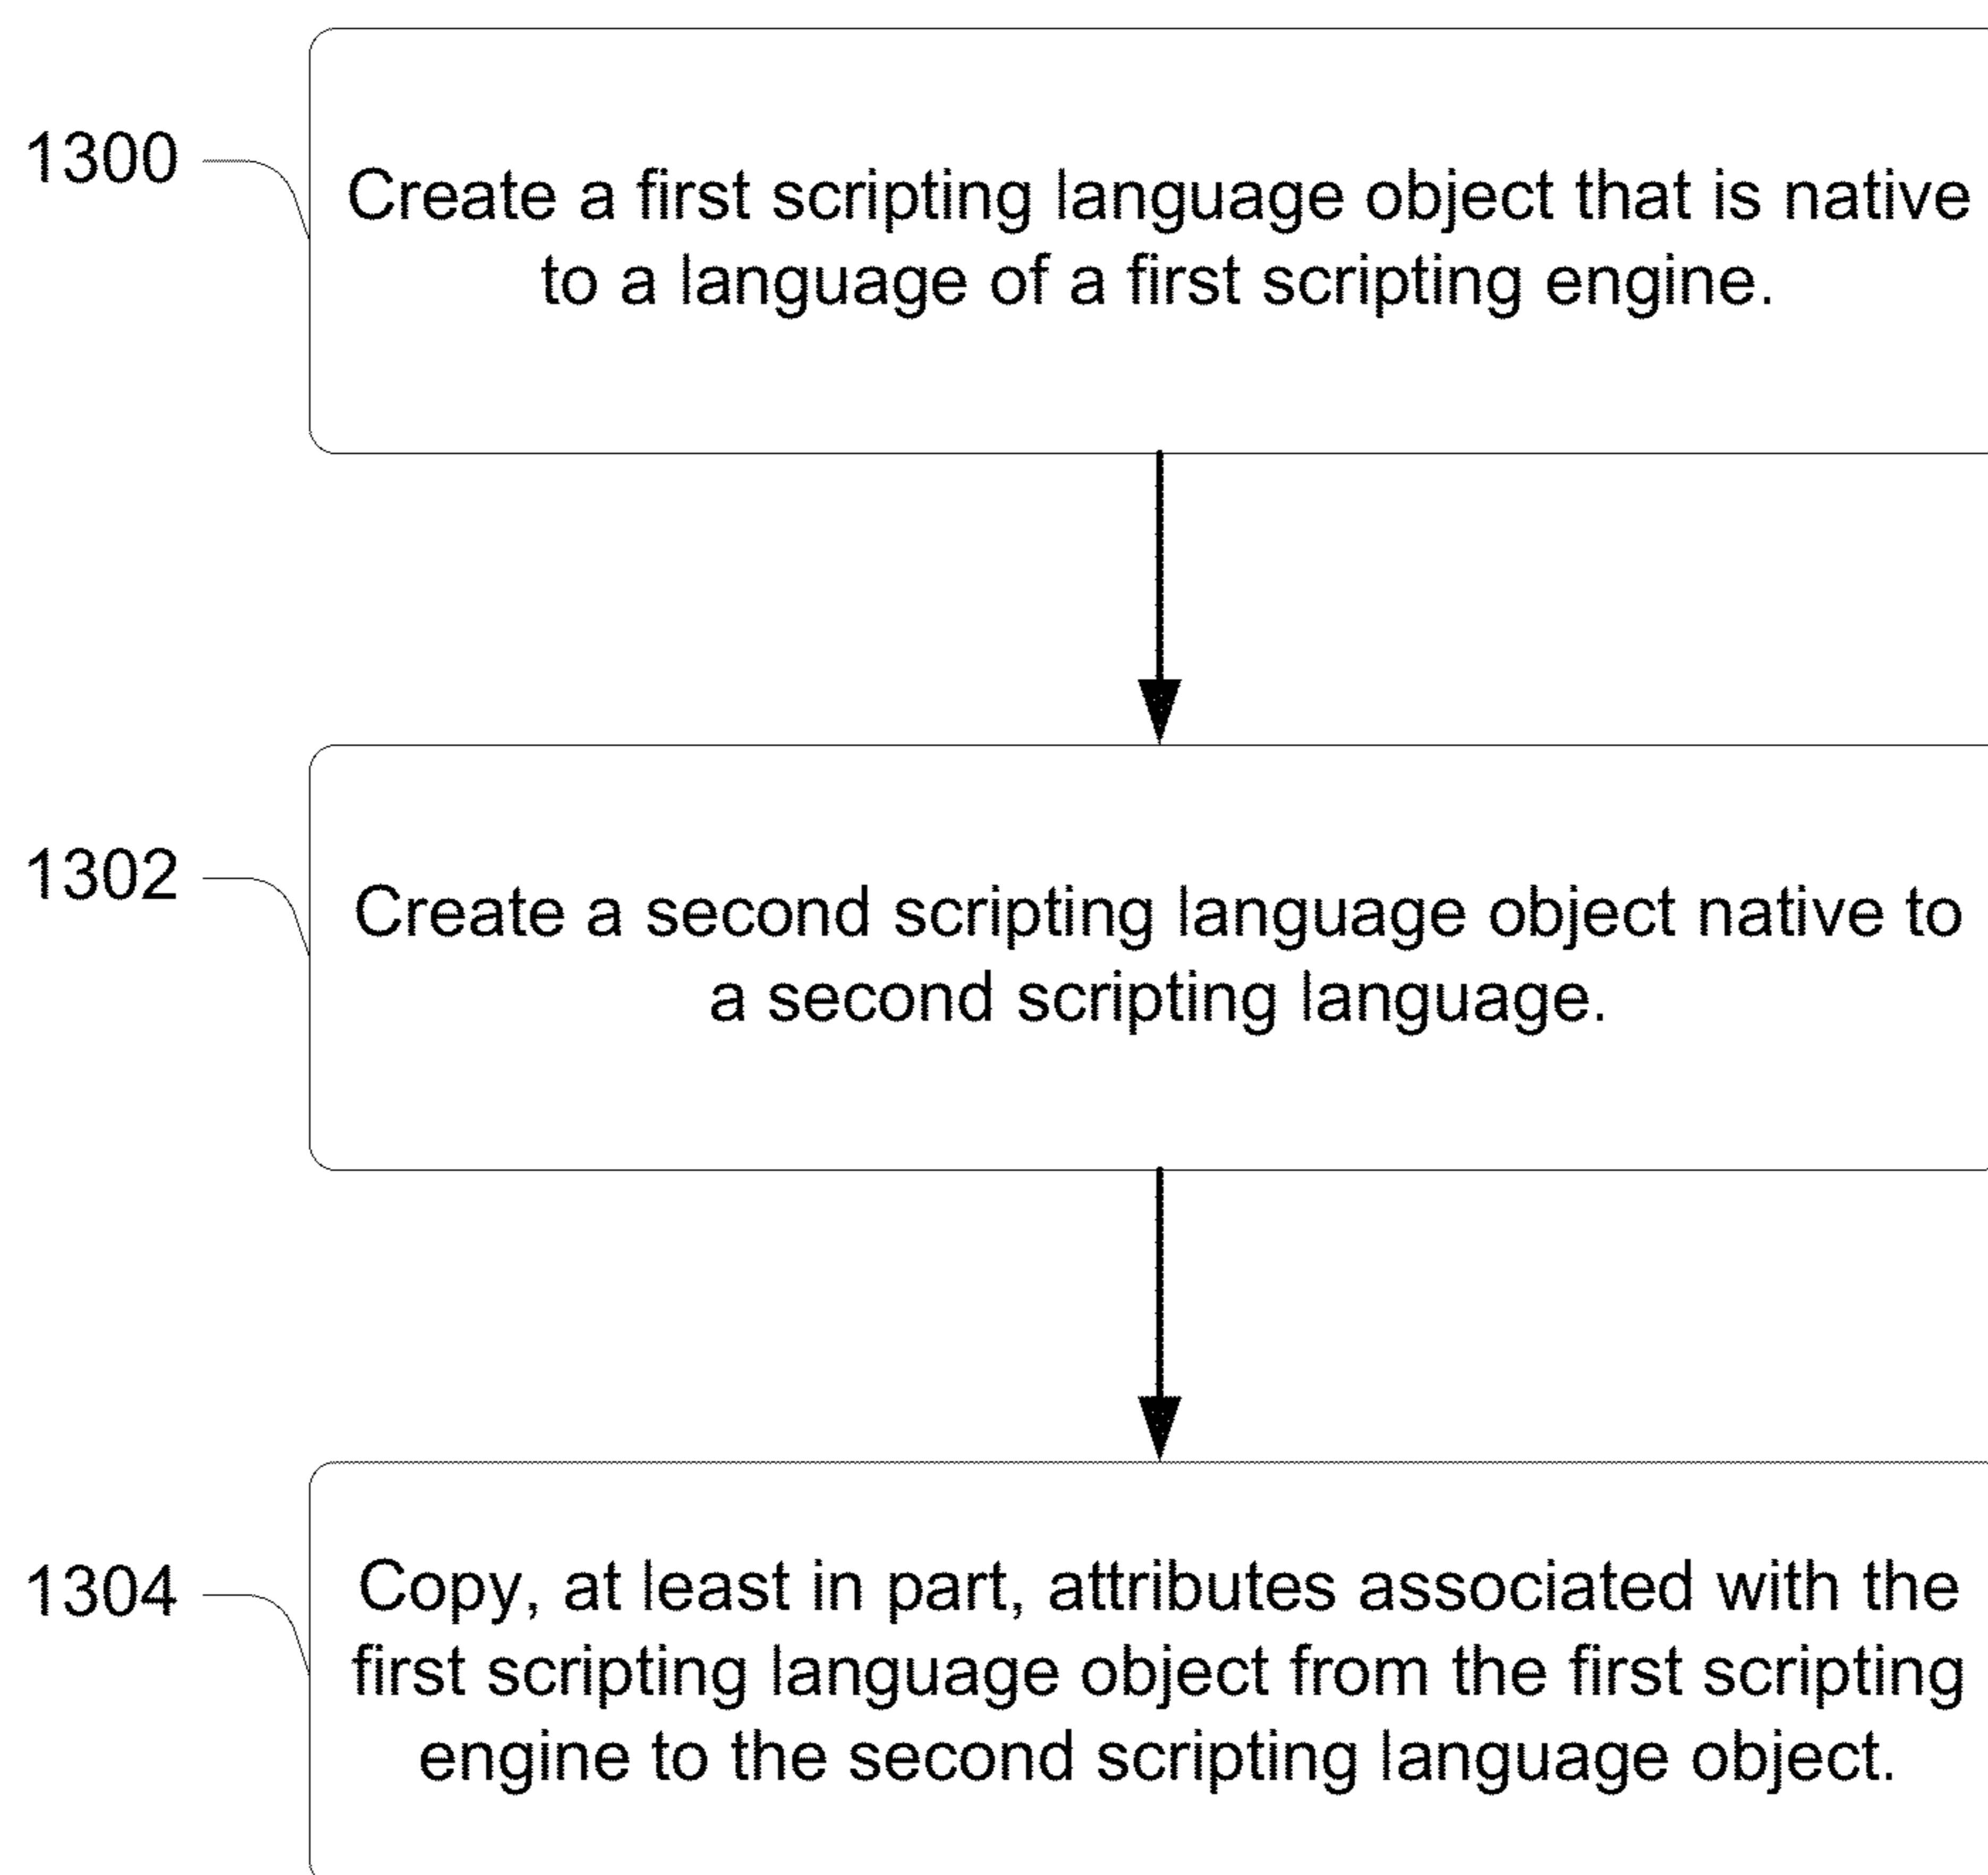 1300
Create a first scripting language object that is native
to a language of a first scripting engine.
1302
Create a second scripting language object native to
a second scripting language.
1304
Copy, at least in part, attributes associated with the
first scripting language object from the first scripting
engine to the second scripting language object.